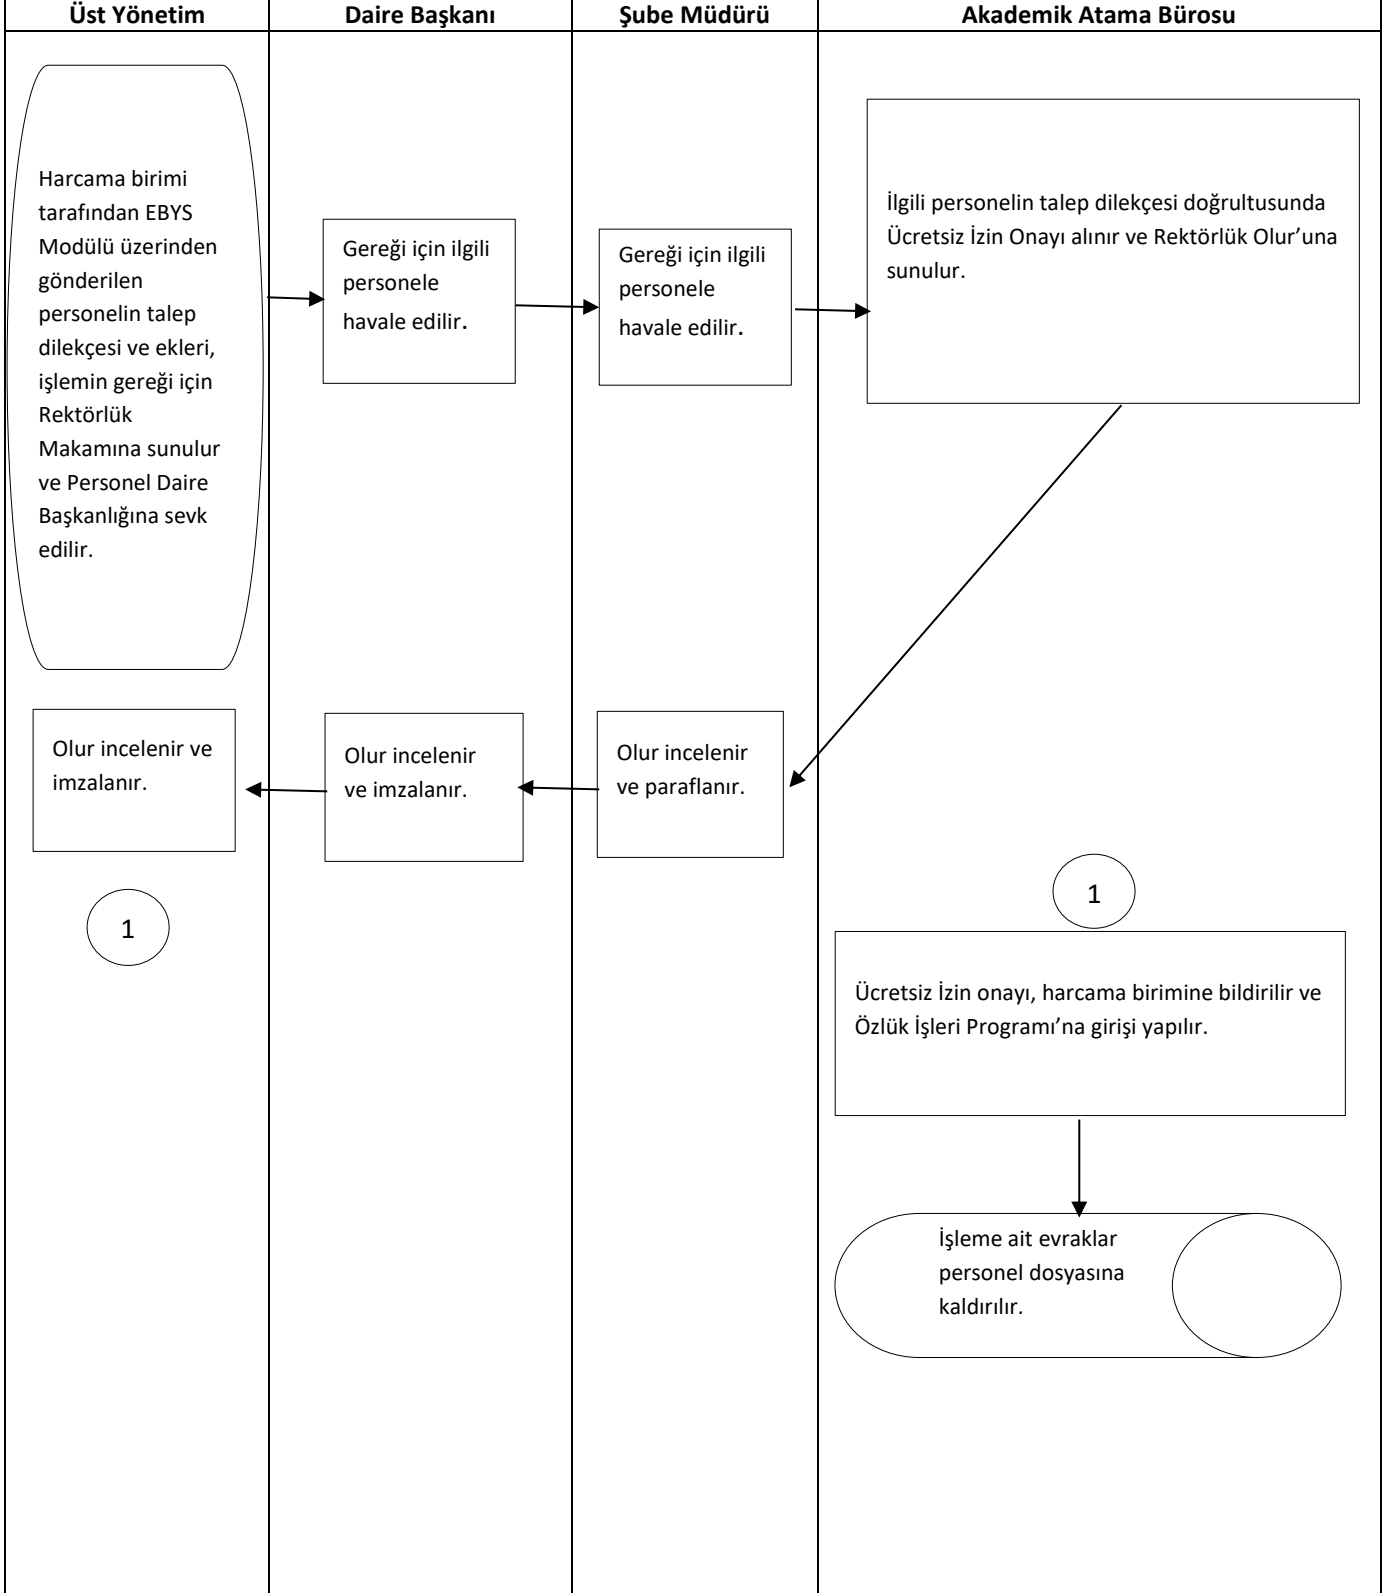 Üst Yönetim
Daire Başkanı
Şube Müdürü
Akademik Atama Bürosu
Harcama birimi
tarafından EBYS
Modülü üzerinden
gönderilen
personelin talep
dilekçesi ve ekleri,
işlemin gereği için
Rektörlük
Makamına sunulur
ve Personel Daire
Başkanlığına sevk
edilir.
Gereği için ilgili
personele
havale edilir.
Gereği için ilgili
personele
havale edilir.
İlgili personelin talep dilekçesi doğrultusunda
Ücretsiz İzin Onayı alınır ve Rektörlük Olur’una
sunulur.
Olur incelenir
ve paraflanır.
Olur incelenir
ve imzalanır.
Olur incelenir ve
imzalanır.
1
1
Ücretsiz İzin onayı, harcama birimine bildirilir ve
Özlük İşleri Programı’na girişi yapılır.
İşleme ait evraklar
personel dosyasına
kaldırılır.